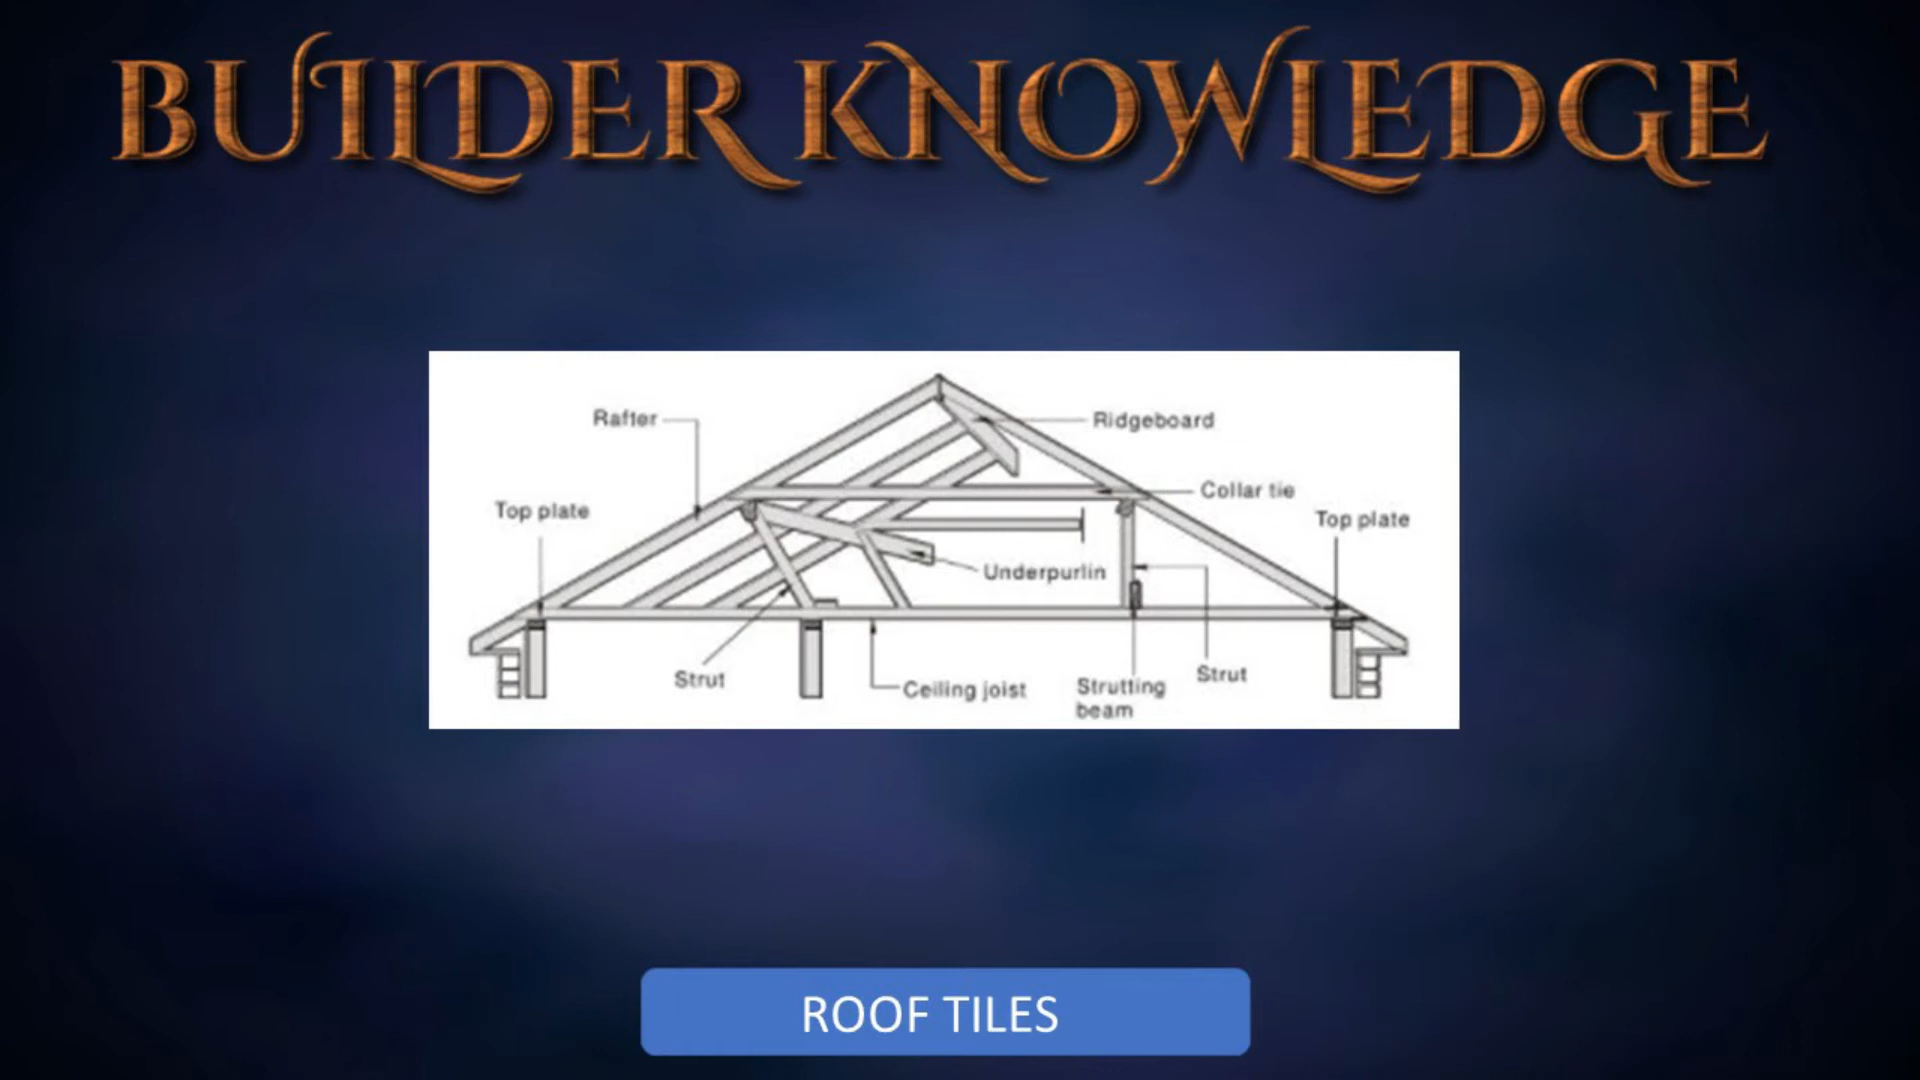 BUILDER KNOWLEDGE
Rafter
Ridgeboard
Collar tie
Top plate
Top plate
Underpurlin
Strut
Ceiling joist
Strutting
beam
Strut
ROOF TILES